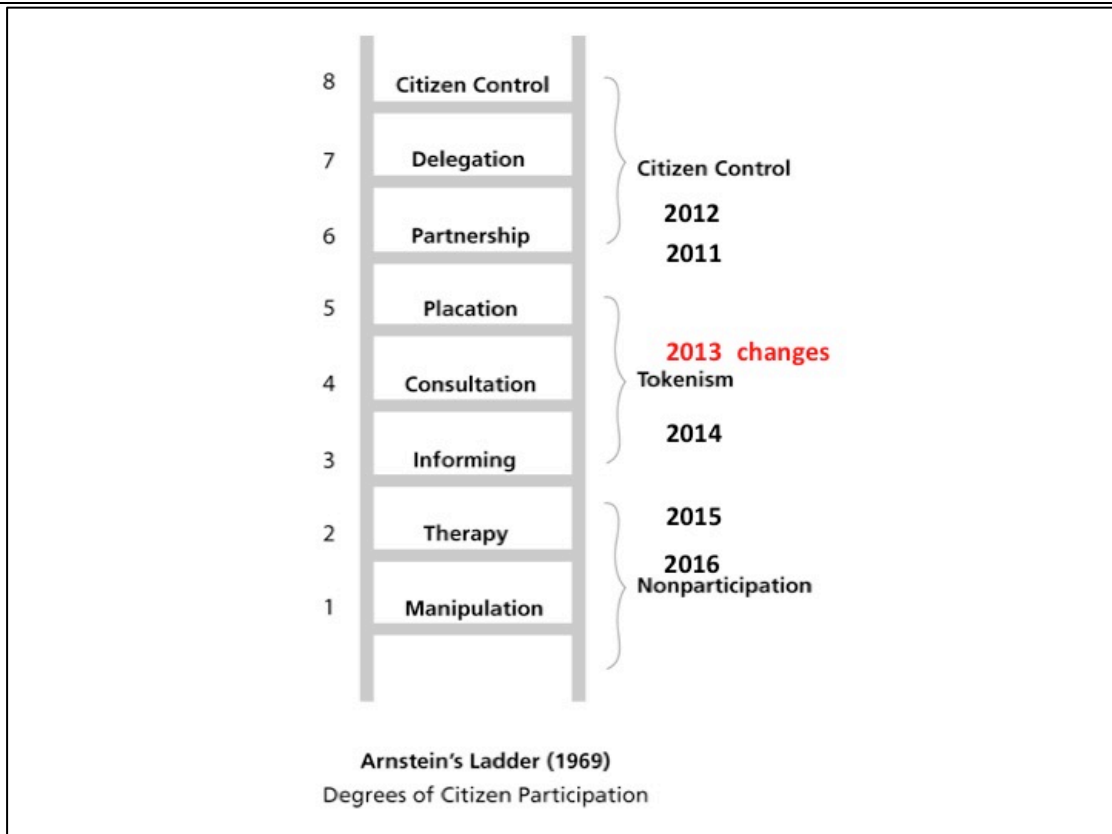 8 Citizen Control
7 Delegation
Citizen Control
2012
6 Partnership
2011
5 Placation
2013 changes
Tokenism
4 Consultation
2014
3 Informing
2015
2 Therapy
2016
Nonparticipation
1 Manipulation
Arnstein's Ladder (1969)
Degrees of Citizen Participation